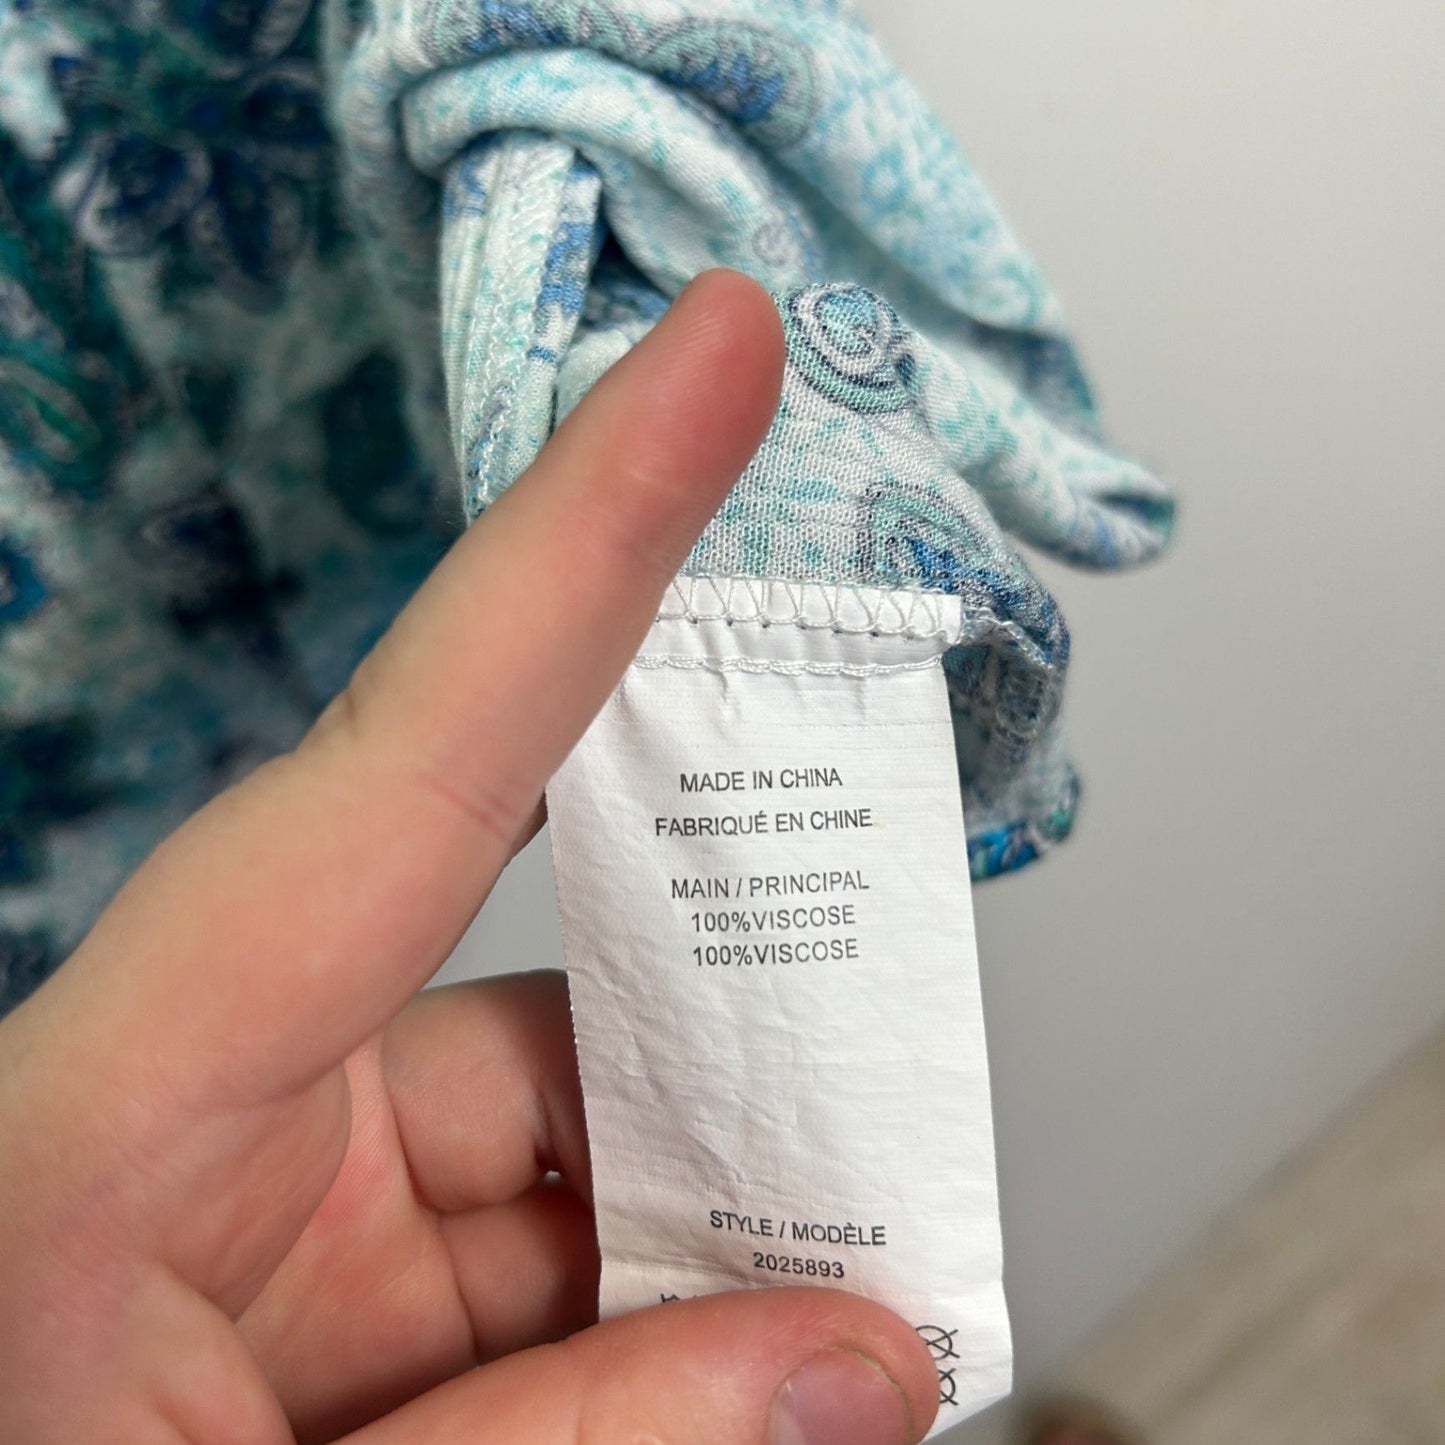 MADE IN CHINA
FABRIQUÉ EN CHINE
MAIN / PRINCIPAL
100%VISCOSE
100%VISCOSE
STYLE / MODÈLE
2025893